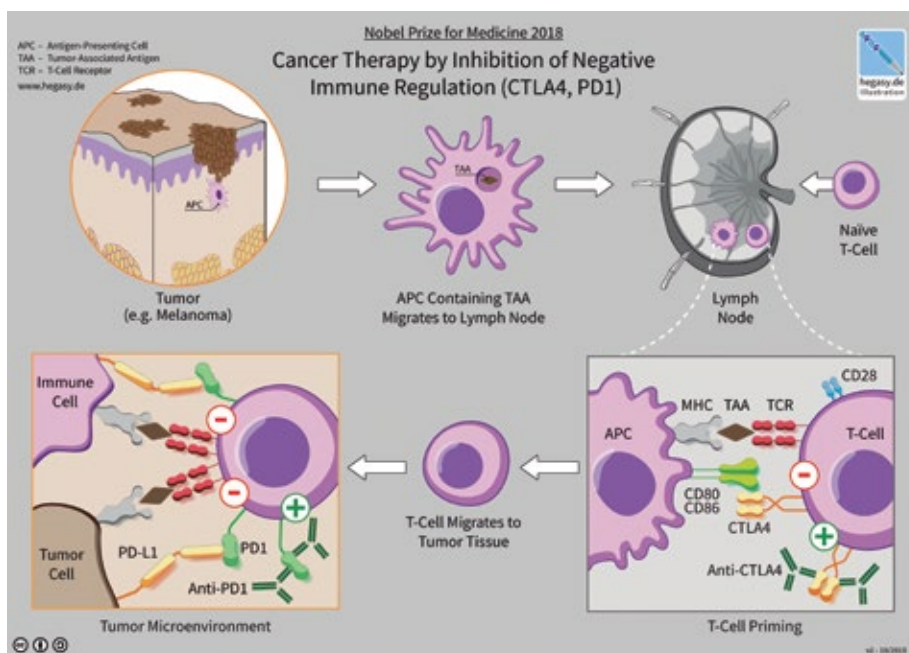 Nobel Prize for Medicine 2018
Cancer Therapy by Inhibition of Negative
Immune Regulation (CTLA4, PD1)
APC – Antigen-Presenting Cell
TAA – Tumor-Associated Antigen
TCR – T-Cell Receptor
www.hegasy.de
hegasy.de
Illustration
APC
Tumor
(e.g. Melanoma)
TAA
APC Containing TAA
Migrates to Lymph Node
Lymph
Node
Naïve
T-Cell
Immune
Cell
Tumor
Cell
PD-L1
PD1
Anti-PD1
Tumor Microenvironment
T-Cell Migrates to
Tumor Tissue
CD28
MHC TAA TCR
APC
T-Cell
CD80
CD86
CTLA4
Anti-CTLA4
T-Cell Priming